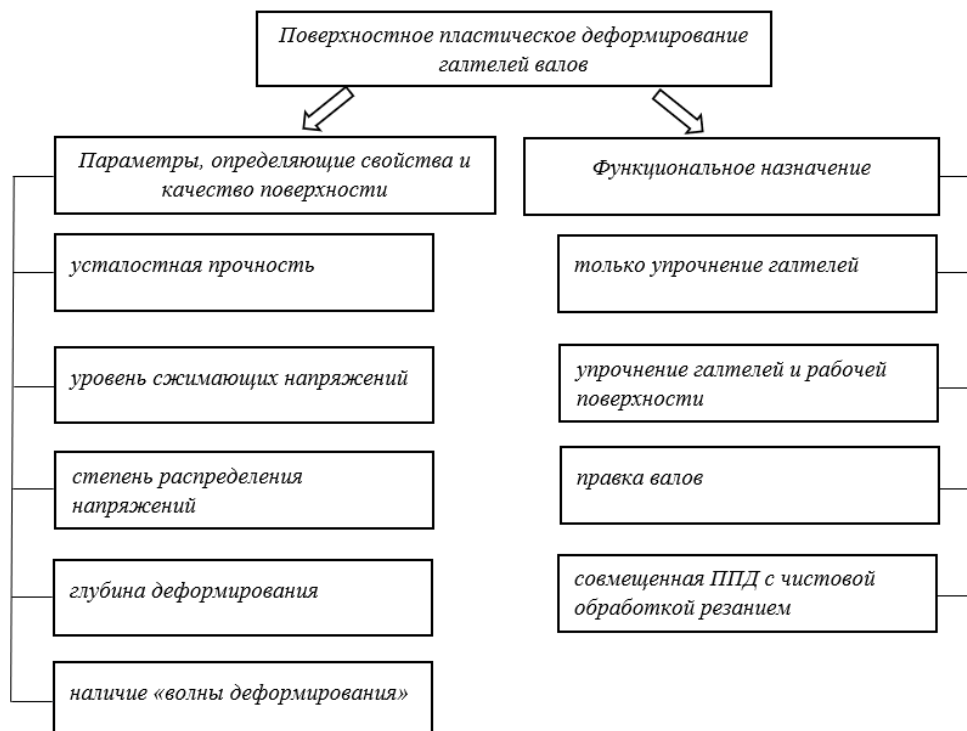 Поверхностное пластическое деформирование
галтелей валов
Параметры, определяющие свойства и
качество поверхности
усталостная прочность
уровень сжимающих напряжений
степень распределения
напряжений
глубина деформирования
наличие «волны деформирования»
Функциональное назначение
только упрочнение галтелей
упрочнение галтелей и рабочей
поверхности
правка валов
совмещенная ППД с чистовой
обработкой резанием